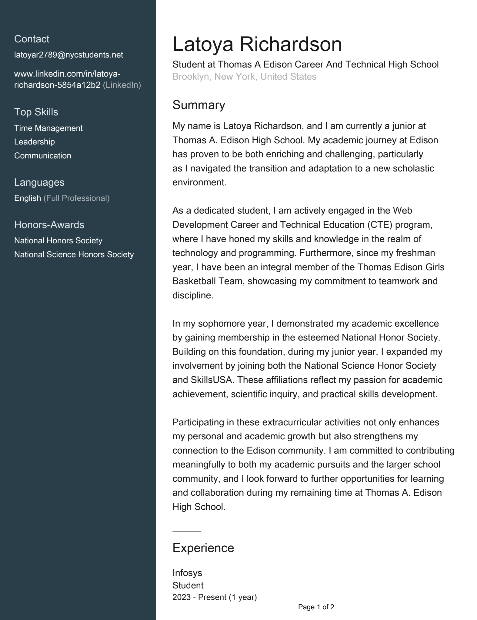 Contact
latoyar2789@nycstudents.net
www.linkedin.com/in/latoya-
richardson-5854a12b2 (LinkedIn)
Top Skills
Time Management
Leadership
Communication
Languages
English (Full Professional)
Honors-Awards
National Honors Society
National Science Honors Society
Latoya Richardson
Student at Thomas A Edison Career And Technical High School
Brooklyn, New York, United States
Summary
My name is Latoya Richardson, and I am currently a junior at
Thomas A. Edison High School. My academic journey at Edison
has proven to be both enriching and challenging, particularly
as I navigated the transition and adaptation to a new scholastic
environment.
As a dedicated student, I am actively engaged in the Web
Development Career and Technical Education (CTE) program,
where I have honed my skills and knowledge in the realm of
technology and programming. Furthermore, since my freshman
year, I have been an integral member of the Thomas Edison Girls
Basketball Team, showcasing my commitment to teamwork and
discipline.
In my sophomore year, I demonstrated my academic excellence
by gaining membership in the esteemed National Honor Society.
Building on this foundation, during my junior year, I expanded my
involvement by joining both the National Science Honor Society
and SkillsUSA. These affiliations reflect my passion for academic
achievement, scientific inquiry, and practical skills development.
Participating in these extracurricular activities not only enhances
my personal and academic growth but also strengthens my
connection to the Edison community. I am committed to contributing
meaningfully to both my academic pursuits and the larger school
community, and I look forward to further opportunities for learning
and collaboration during my remaining time at Thomas A. Edison
High School.
Experience
Infosys
Student
2023 - Present (1 year)
Page 1 of 2